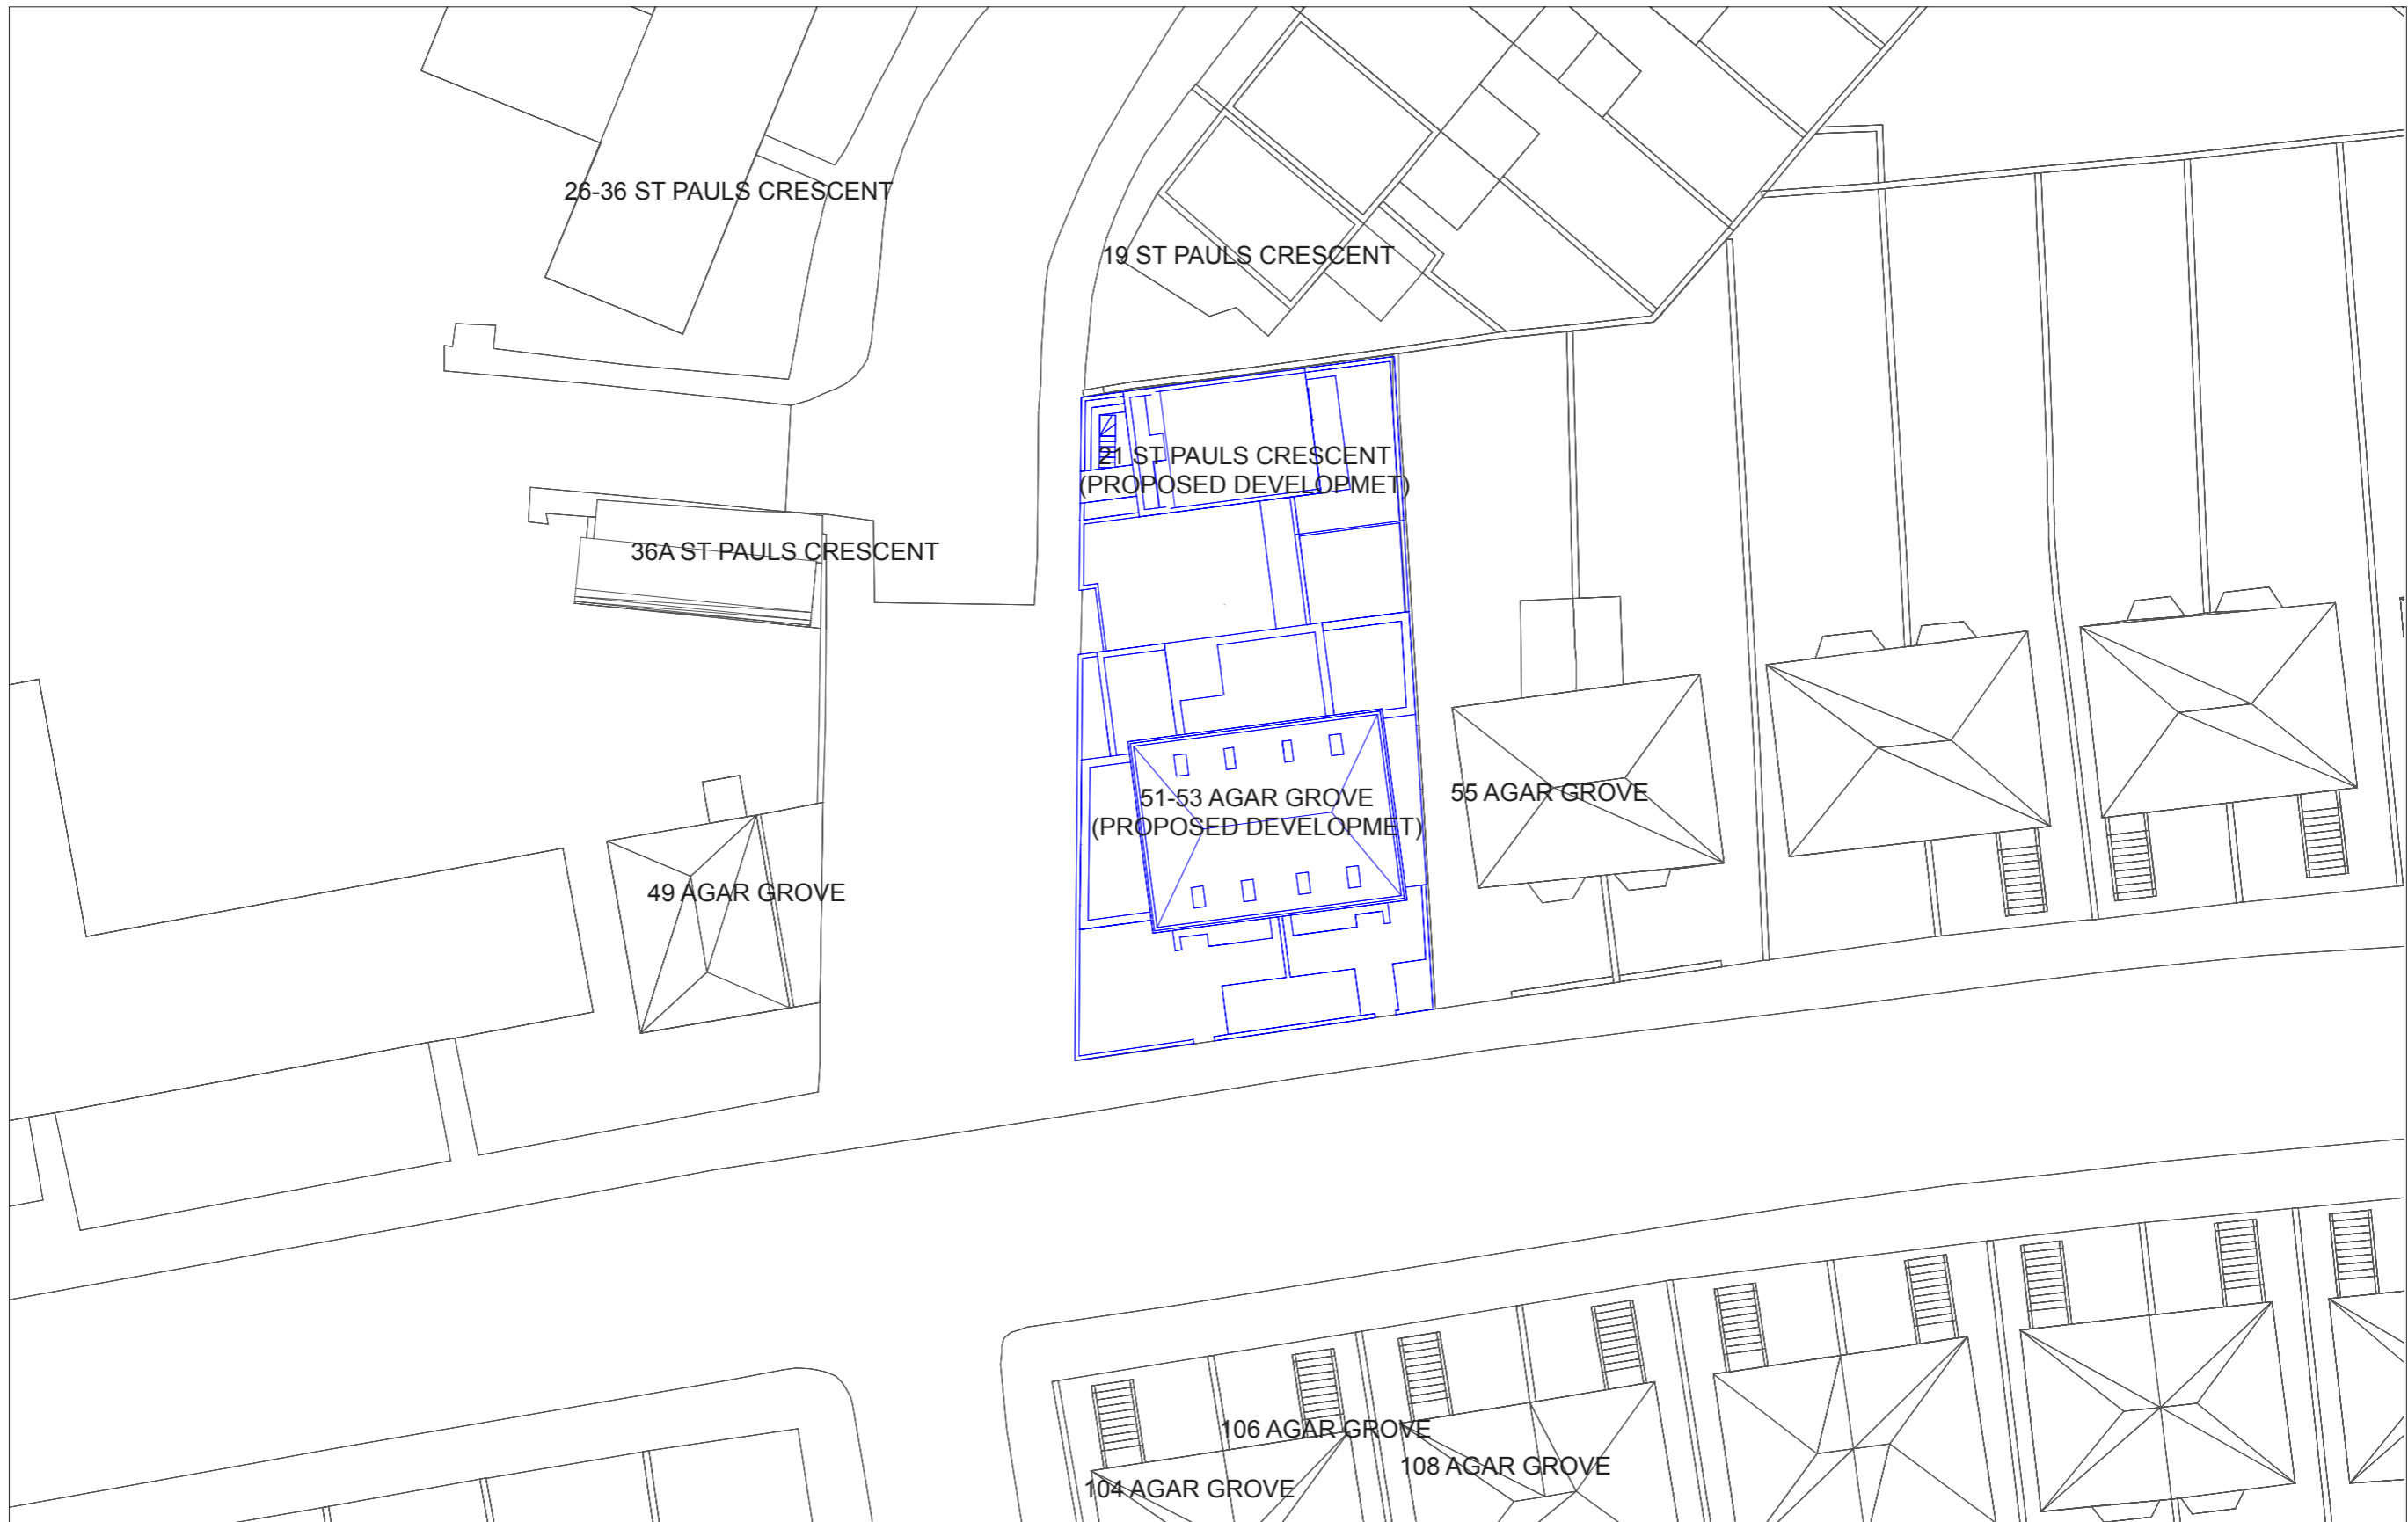 26-36 ST PAULS CRESCENT
19 ST PAULS CRESCENT
21 ST PAULS CRESCENT
(PROPOSED DEVELOPMET)
36A ST PAULS CRESCENT
51-53 AGAR GROVE
(PROPOSED DEVELOPMET)
55 AGAR GROVE
49 AGAR GROVE
106 AGAR GROVE
108 AGAR GROVE
104 AGAR GROVE